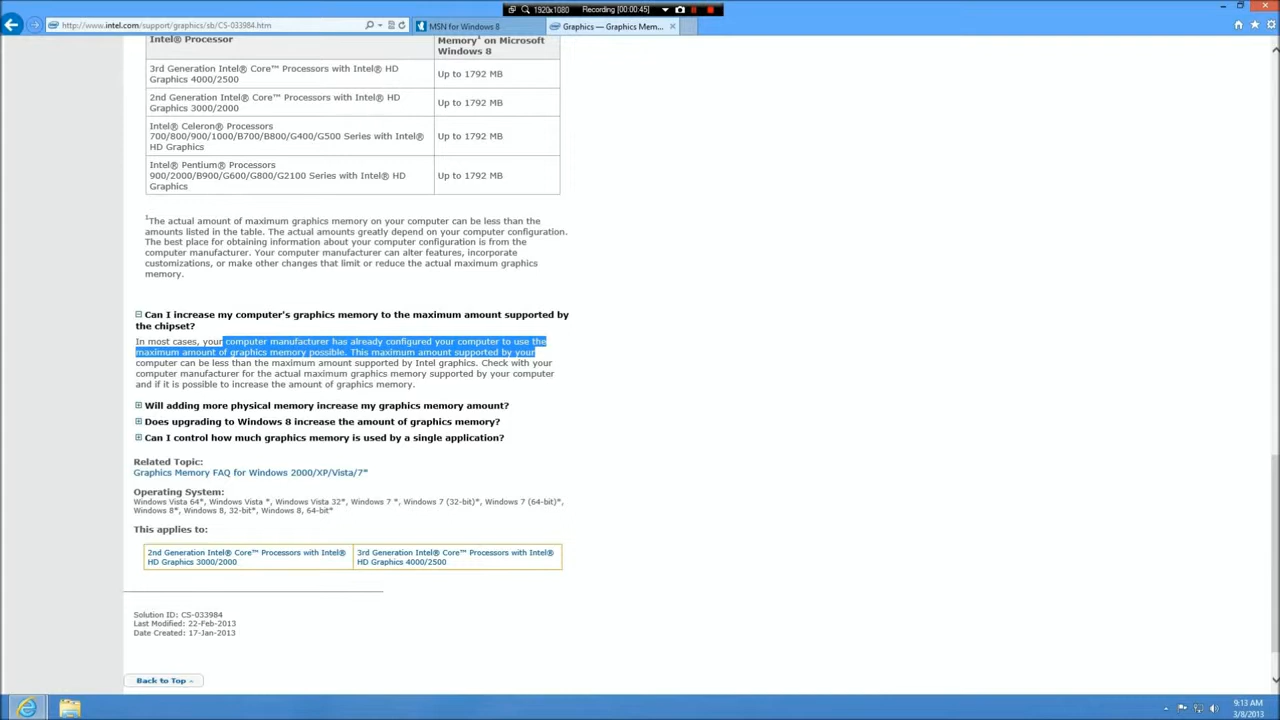 1920x1080 Recording [00:00:45]
http://www.intel.com/support/graphics/sb/CS-033984.htm
MSN for Windows 8
Graphics — Graphics Mem...
Intel® Processor
Memory¹ on Microsoft
Windows 8
3rd Generation Intel® Core™ Processors with Intel® HD
Graphics 4000/2500
Up to 1792 MB
2nd Generation Intel® Core™ Processors with Intel® HD
Graphics 3000/2000
Up to 1792 MB
Intel® Celeron® Processors
700/800/900/1000/B700/B800/G400/G500 Series with Intel®
HD Graphics
Up to 1792 MB
Intel® Pentium® Processors
900/2000/B900/G600/G800/G2100 Series with Intel® HD
Graphics
Up to 1792 MB
¹The actual amount of maximum graphics memory on your computer can be less than the
amounts listed in the table. The actual amounts greatly depend on your computer configuration.
The best place for obtaining information about your computer configuration is from the
computer manufacturer. Your computer manufacturer can alter features, incorporate
customizations, or make other changes that limit or reduce the actual maximum graphics
memory.
Can I increase my computer's graphics memory to the maximum amount supported by
the chipset?
In most cases, your computer manufacturer has already configured your computer to use the
maximum amount of graphics memory possible. This maximum amount supported by your
computer can be less than the maximum amount supported by Intel graphics. Check with your
computer manufacturer for the actual maximum graphics memory supported by your computer
and if it is possible to increase the amount of graphics memory.
Will adding more physical memory increase my graphics memory amount?
Does upgrading to Windows 8 increase the amount of graphics memory?
Can I control how much graphics memory is used by a single application?
Related Topic:
Graphics Memory FAQ for Windows 2000/XP/Vista/7*
Operating System:
Windows Vista 64*, Windows Vista *, Windows Vista 32*, Windows 7 *, Windows 7 (32-bit)*, Windows 7 (64-bit)*,
Windows 8*, Windows 8, 32-bit*, Windows 8, 64-bit*
This applies to:
2nd Generation Intel® Core™ Processors with Intel®
HD Graphics 3000/2000
3rd Generation Intel® Core™ Processors with Intel®
HD Graphics 4000/2500
Solution ID: CS-033984
Last Modified: 22-Feb-2013
Date Created: 17-Jan-2013
Back to Top
9:13 AM
3/8/2013